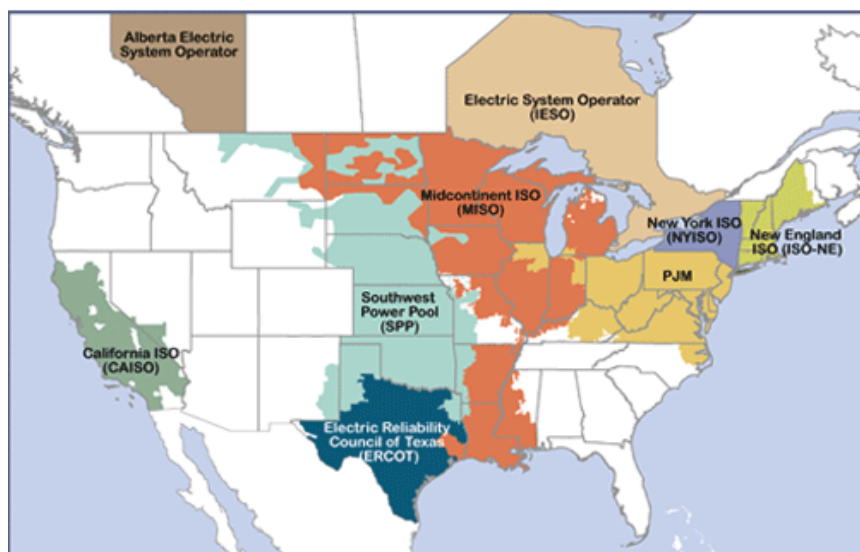 Alberta Electric
System Operator
Electric System Operator
(IESO)
Midcontinent ISO
(MISO)
New York ISO
(NYISO)
New England
ISO (ISO-NE)
PJM
Southwest
Power Pool
(SPP)
California ISO
(CAISO)
Electric Reliability
Council of Texas
(ERCOT)